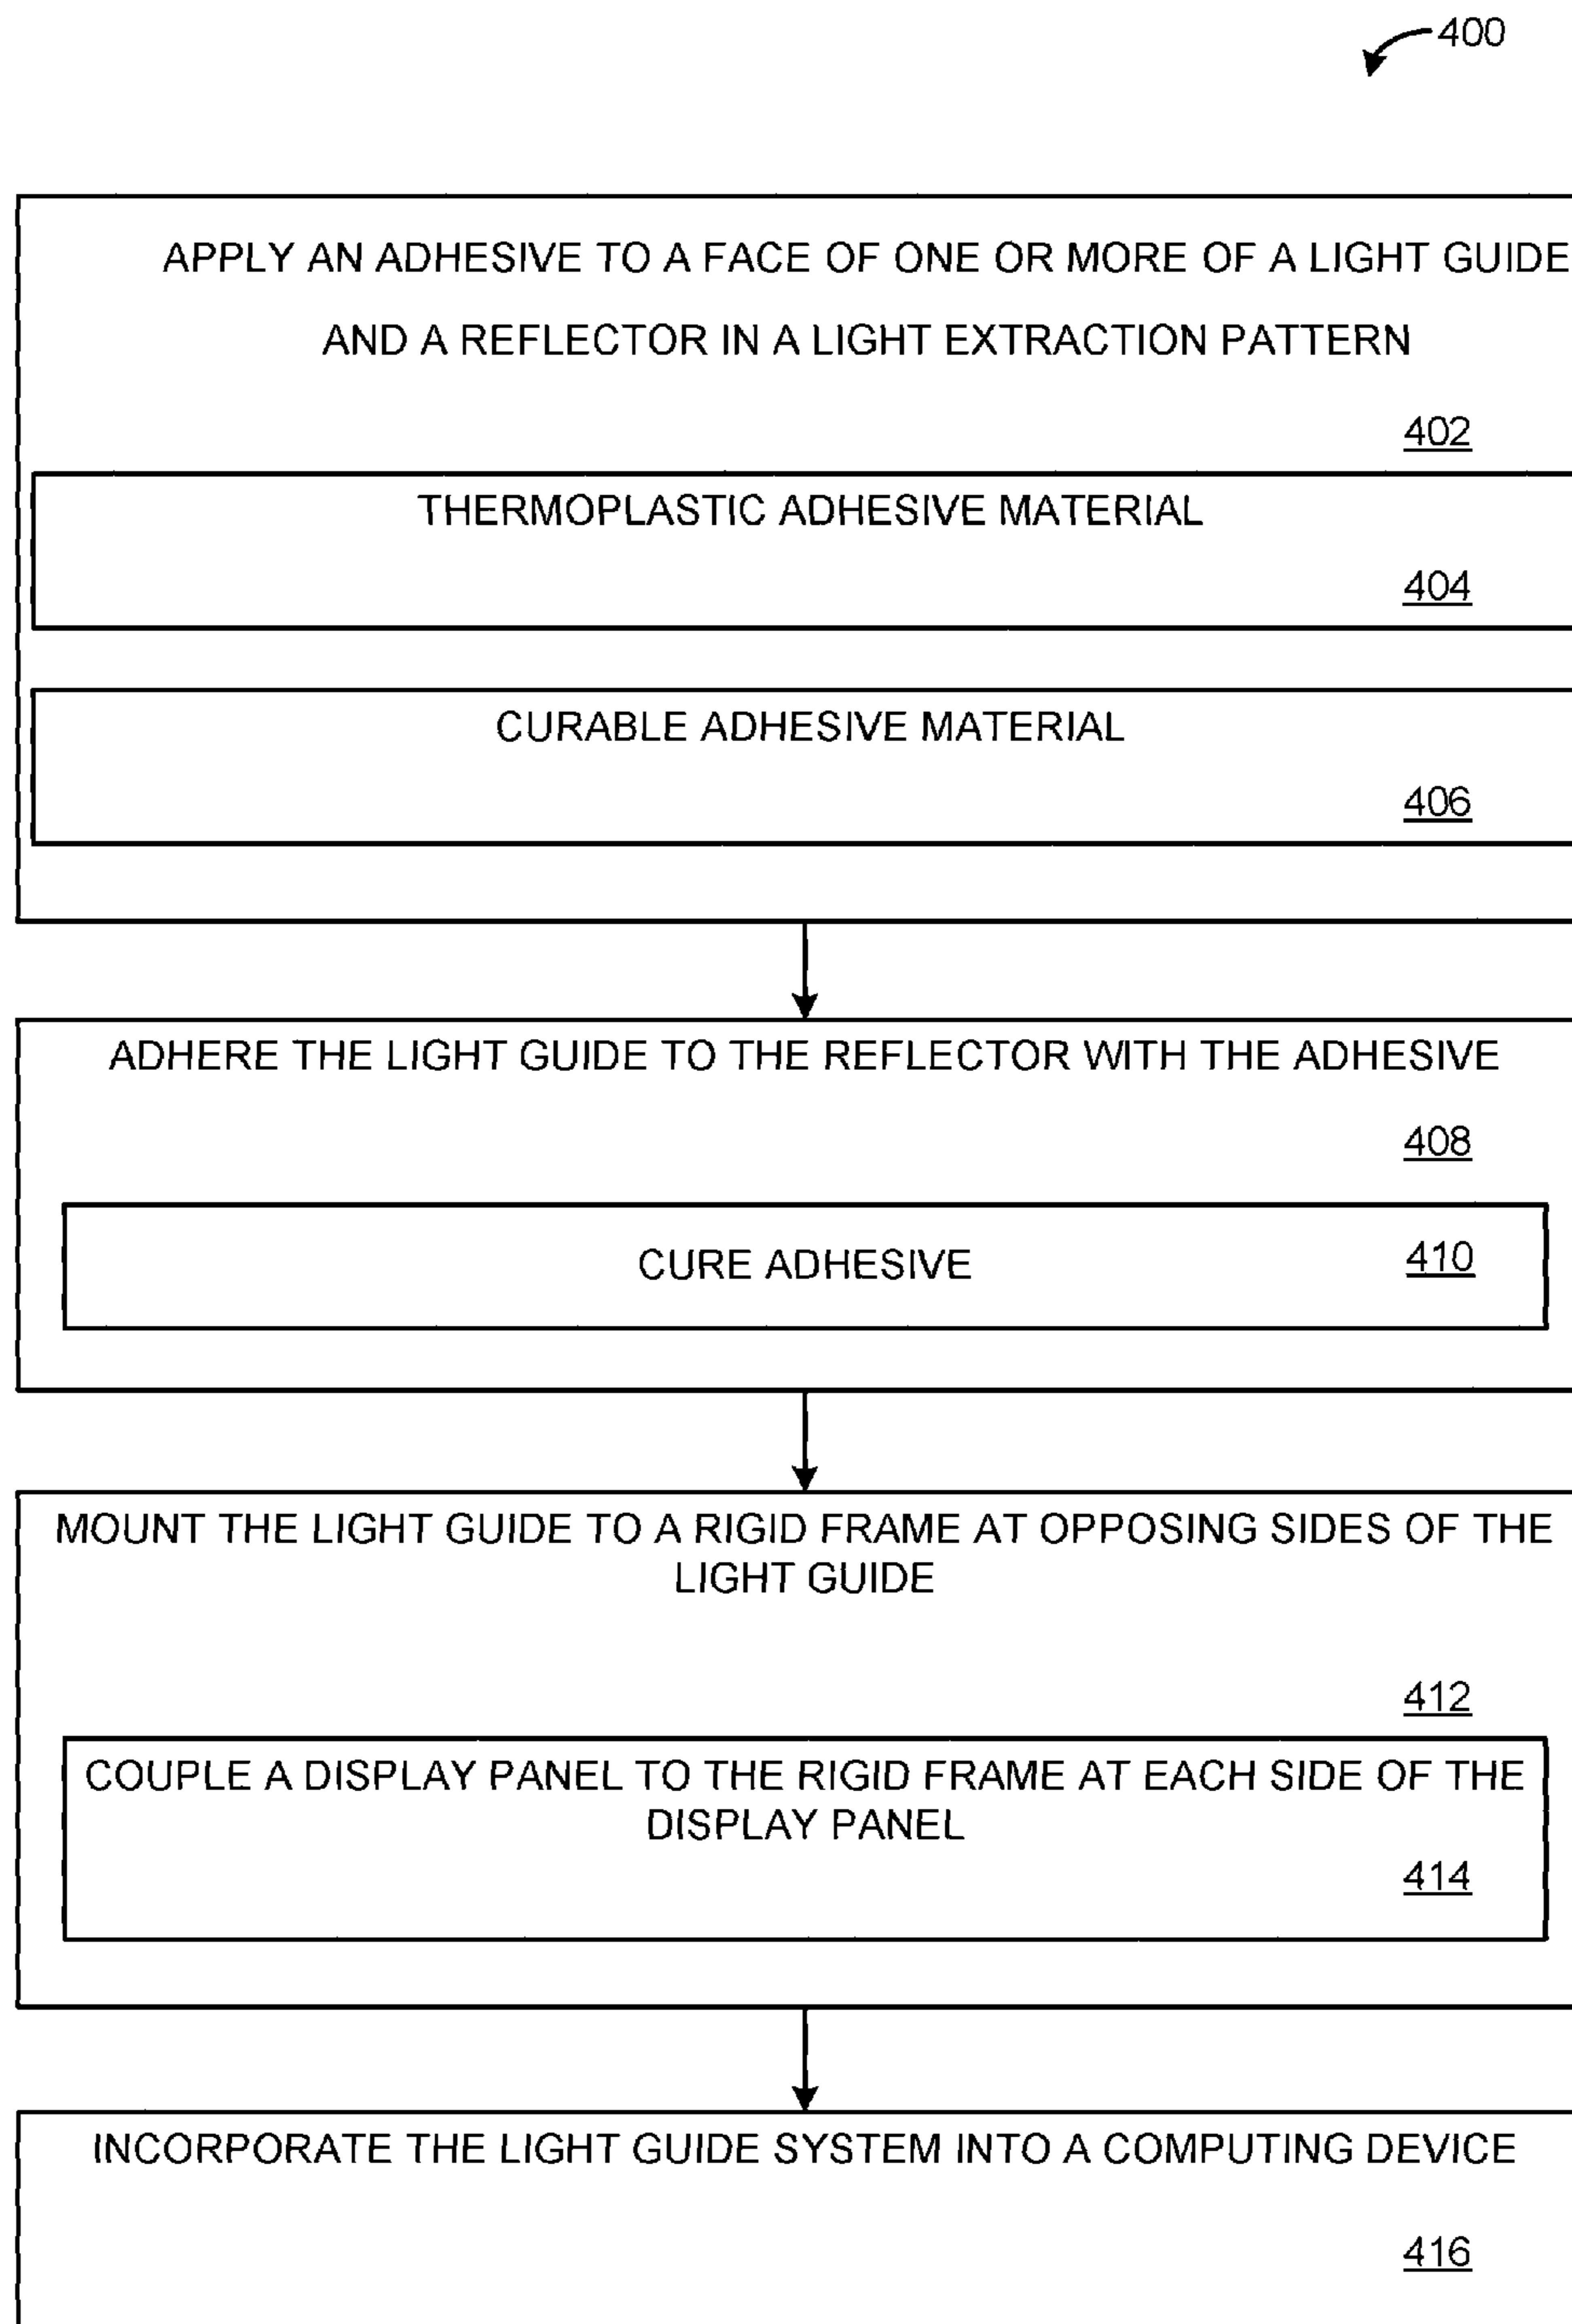 400
APPLY AN ADHESIVE TO A FACE OF ONE OR MORE OF A LIGHT GUIDE
AND A REFLECTOR IN A LIGHT EXTRACTION PATTERN
402
THERMOPLASTIC ADHESIVE MATERIAL
404
CURABLE ADHESIVE MATERIAL
406
ADHERE THE LIGHT GUIDE TO THE REFLECTOR WITH THE ADHESIVE
408
CURE ADHESIVE
410
MOUNT THE LIGHT GUIDE TO A RIGID FRAME AT OPPOSING SIDES OF THE
LIGHT GUIDE
412
COUPLE A DISPLAY PANEL TO THE RIGID FRAME AT EACH SIDE OF THE
DISPLAY PANEL
414
INCORPORATE THE LIGHT GUIDE SYSTEM INTO A COMPUTING DEVICE
416